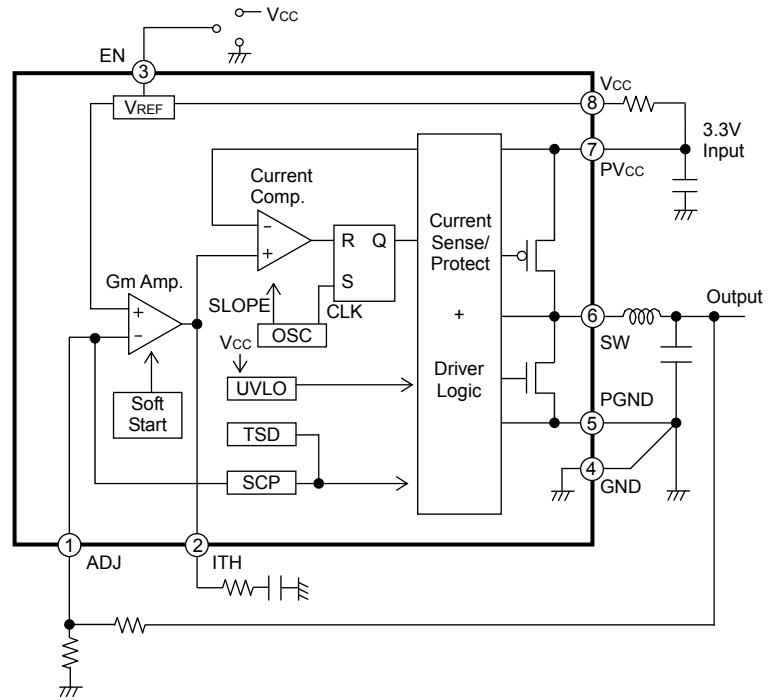 VCC
EN
3
VCC
VREF
8
3.3V
Input
7
PVCC
Current
Comp.
-
+
R Q
S
Current
Sense/
Protect
+
Driver
Logic
Gm Amp.
+
-
SLOPE
CLK
OSC
Output
6
SW
VCC
UVLO
Soft
Start
PGND
5
TSD
SCP
4
GND
1
ADJ
2
ITH